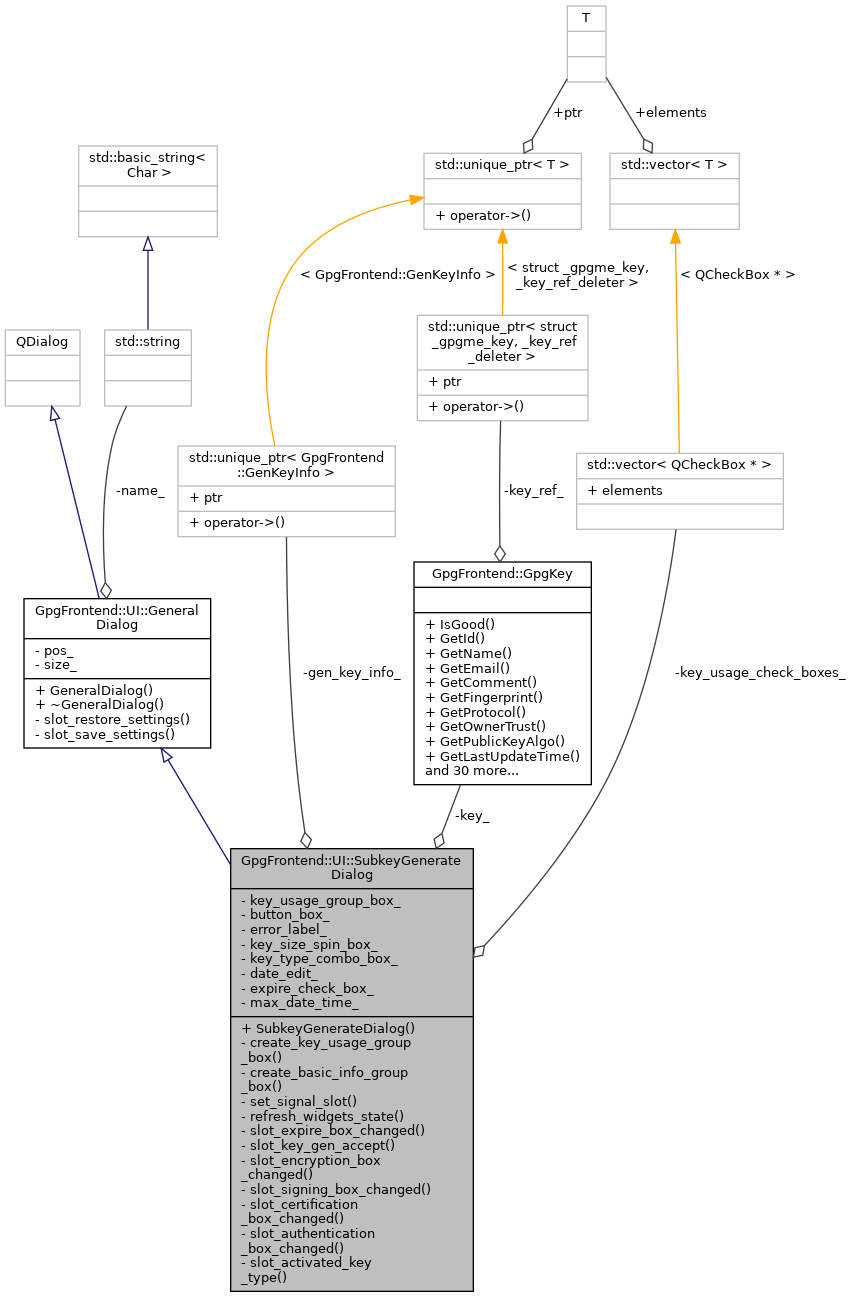 T
+ptr
+elements
std::basic_string<
Char >
std::unique_ptr< T >
+ operator->()
std::vector< T >
< GpgFrontend::GenKeyInfo >
< struct _gpgme_key,
_key_ref_deleter >
< QCheckBox * >
QDialog
std::string
std::unique_ptr< struct
_gpgme_key, _key_ref
_deleter >
+ ptr
+ operator->()
std::unique_ptr< GpgFrontend
::GenKeyInfo >
+ ptr
+ operator->()
std::vector< QCheckBox * >
+ elements
-name_
-key_ref_
GpgFrontend::UI::General
Dialog
- pos_
- size_
+ GeneralDialog()
+ ~GeneralDialog()
- slot_restore_settings()
- slot_save_settings()
-gen_key_info_
GpgFrontend::GpgKey
+ IsGood()
+ GetId()
+ GetName()
+ GetEmail()
+ GetComment()
+ GetFingerprint()
+ GetProtocol()
+ GetOwnerTrust()
+ GetPublicKeyAlgo()
+ GetLastUpdateTime()
and 30 more...
-key_usage_check_boxes_
-key_
GpgFrontend::UI::SubkeyGenerate
Dialog
- key_usage_group_box_
- button_box_
- error_label_
- key_size_spin_box_
- key_type_combo_box_
- date_edit_
- expire_check_box_
- max_date_time_
+ SubkeyGenerateDialog()
- create_key_usage_group
_box()
- create_basic_info_group
_box()
- set_signal_slot()
- refresh_widgets_state()
- slot_expire_box_changed()
- slot_key_gen_accept()
- slot_encryption_box
_changed()
- slot_signing_box_changed()
- slot_certification
_box_changed()
- slot_authentication
_box_changed()
- slot_activated_key
_type()